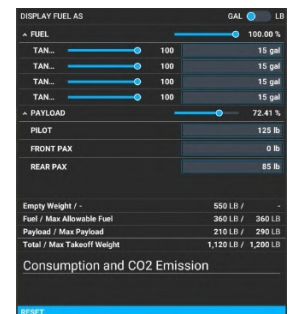 DISPLAY FUEL AS GAL LB
FUEL 100.00 %
TAN... 100 15 gal
TAN... 100 15 gal
TAN... 100 15 gal
TAN... 100 15 gal
PAYLOAD 72.41 %
PILOT 125 lb
FRONT PAX 0 lb
REAR PAX 85 lb
Empty Weight / - 550 LB / -
Fuel / Max Allowable Fuel 360 LB / 360 LB
Payload / Max Payload 210 LB / 290 LB
Total / Max Takeoff Weight 1,120 LB / 1,200 LB
Consumption and CO2 Emission
RESET